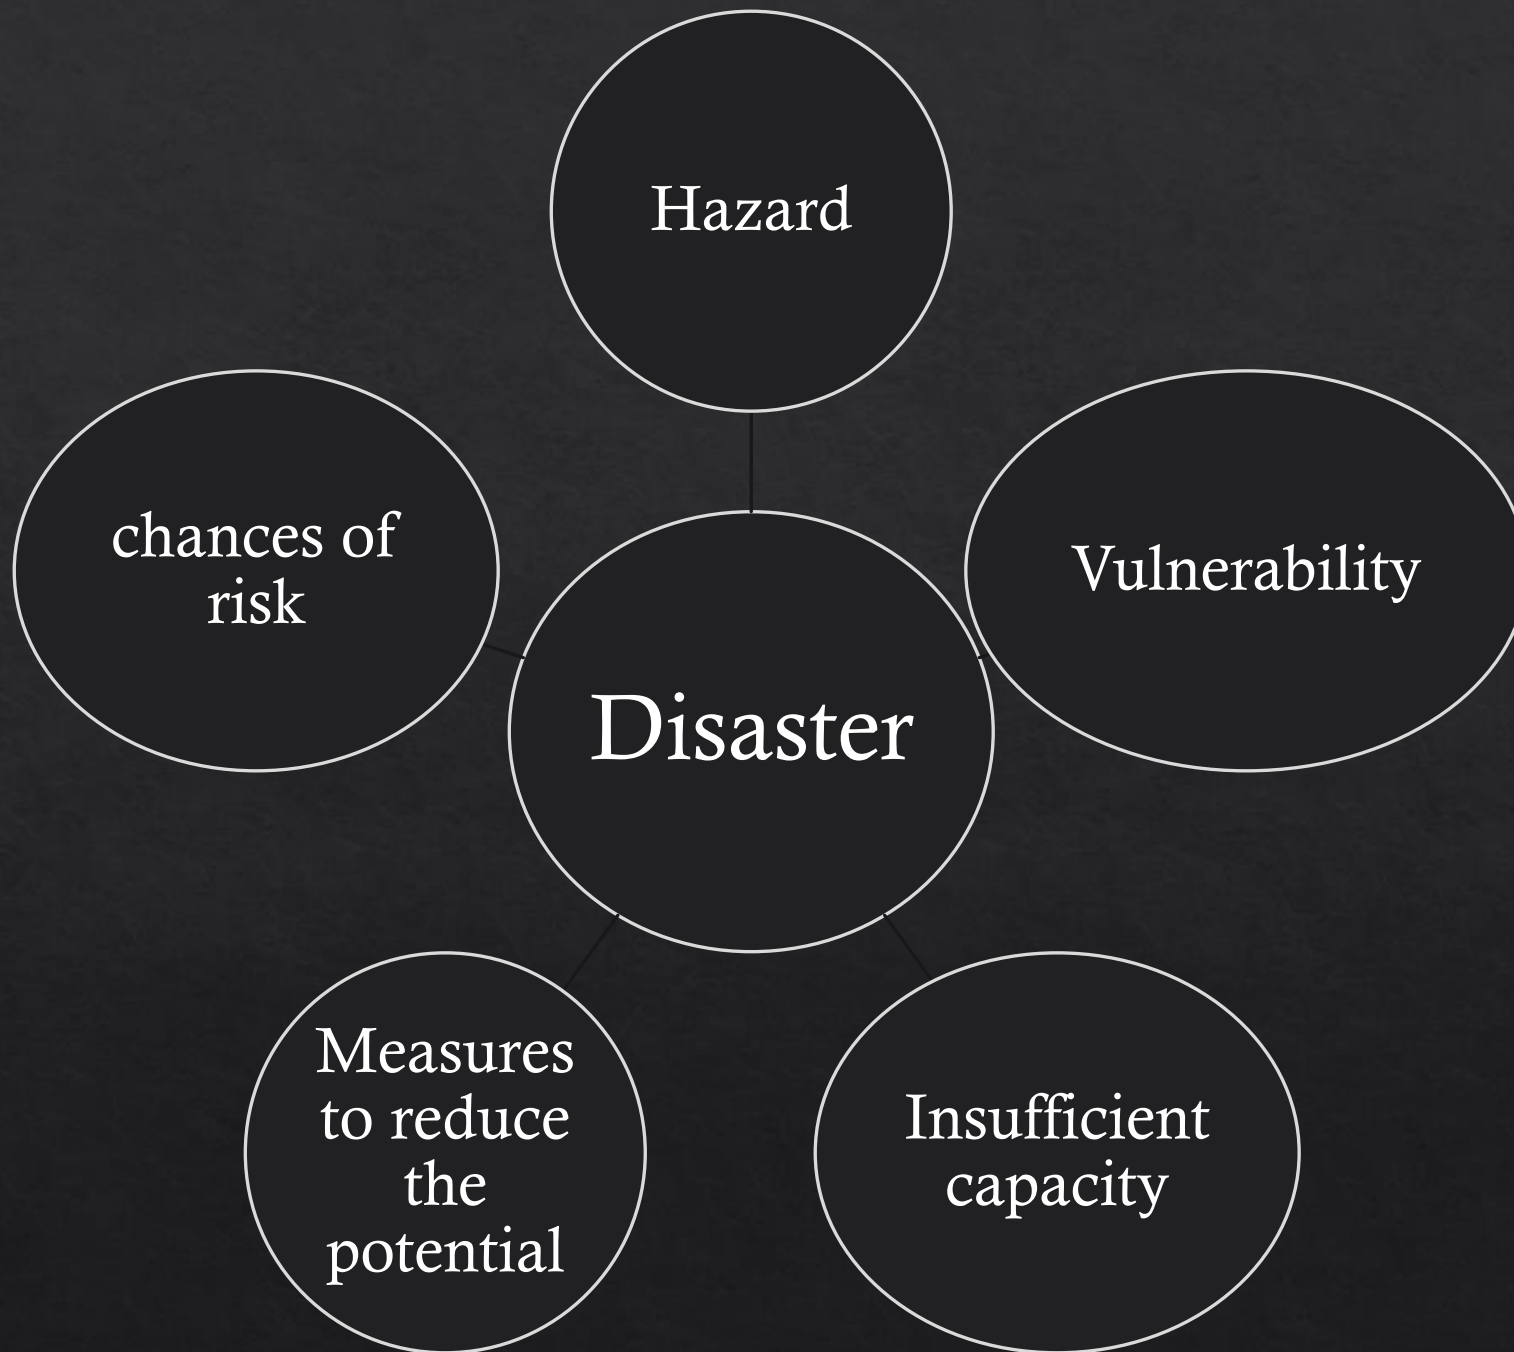 Hazard
chances of
risk
Vulnerability
Disaster
Measures
to reduce
the
potential
Insufficient
capacity